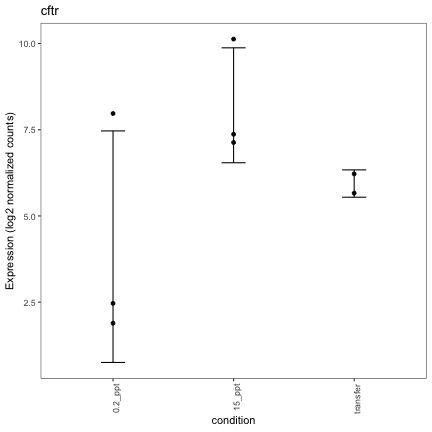 cftr
Expression (log2 normalized counts)
10.0
7.5
5.0
2.5
0.2_ppt
15_ppt
transfer
condition